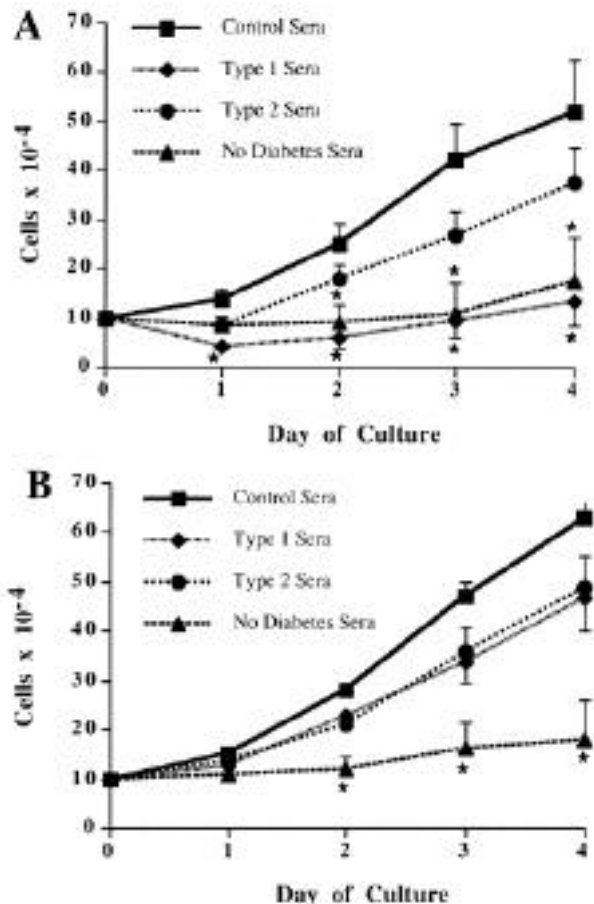 A
70
60
50
40
30
20
10
0
Cells x 10-4
Control Sera
Type 1 Sera
Type 2 Sera
No Diabetes Sera
*
*
*
*
*
*
*
0 1 2 3 4
Day of Culture
B
70
60
50
40
30
20
10
0
Cells x 10-4
Control Sera
Type 1 Sera
Type 2 Sera
No Diabetes Sera
*
*
*
0 1 2 3 4
Day of Culture